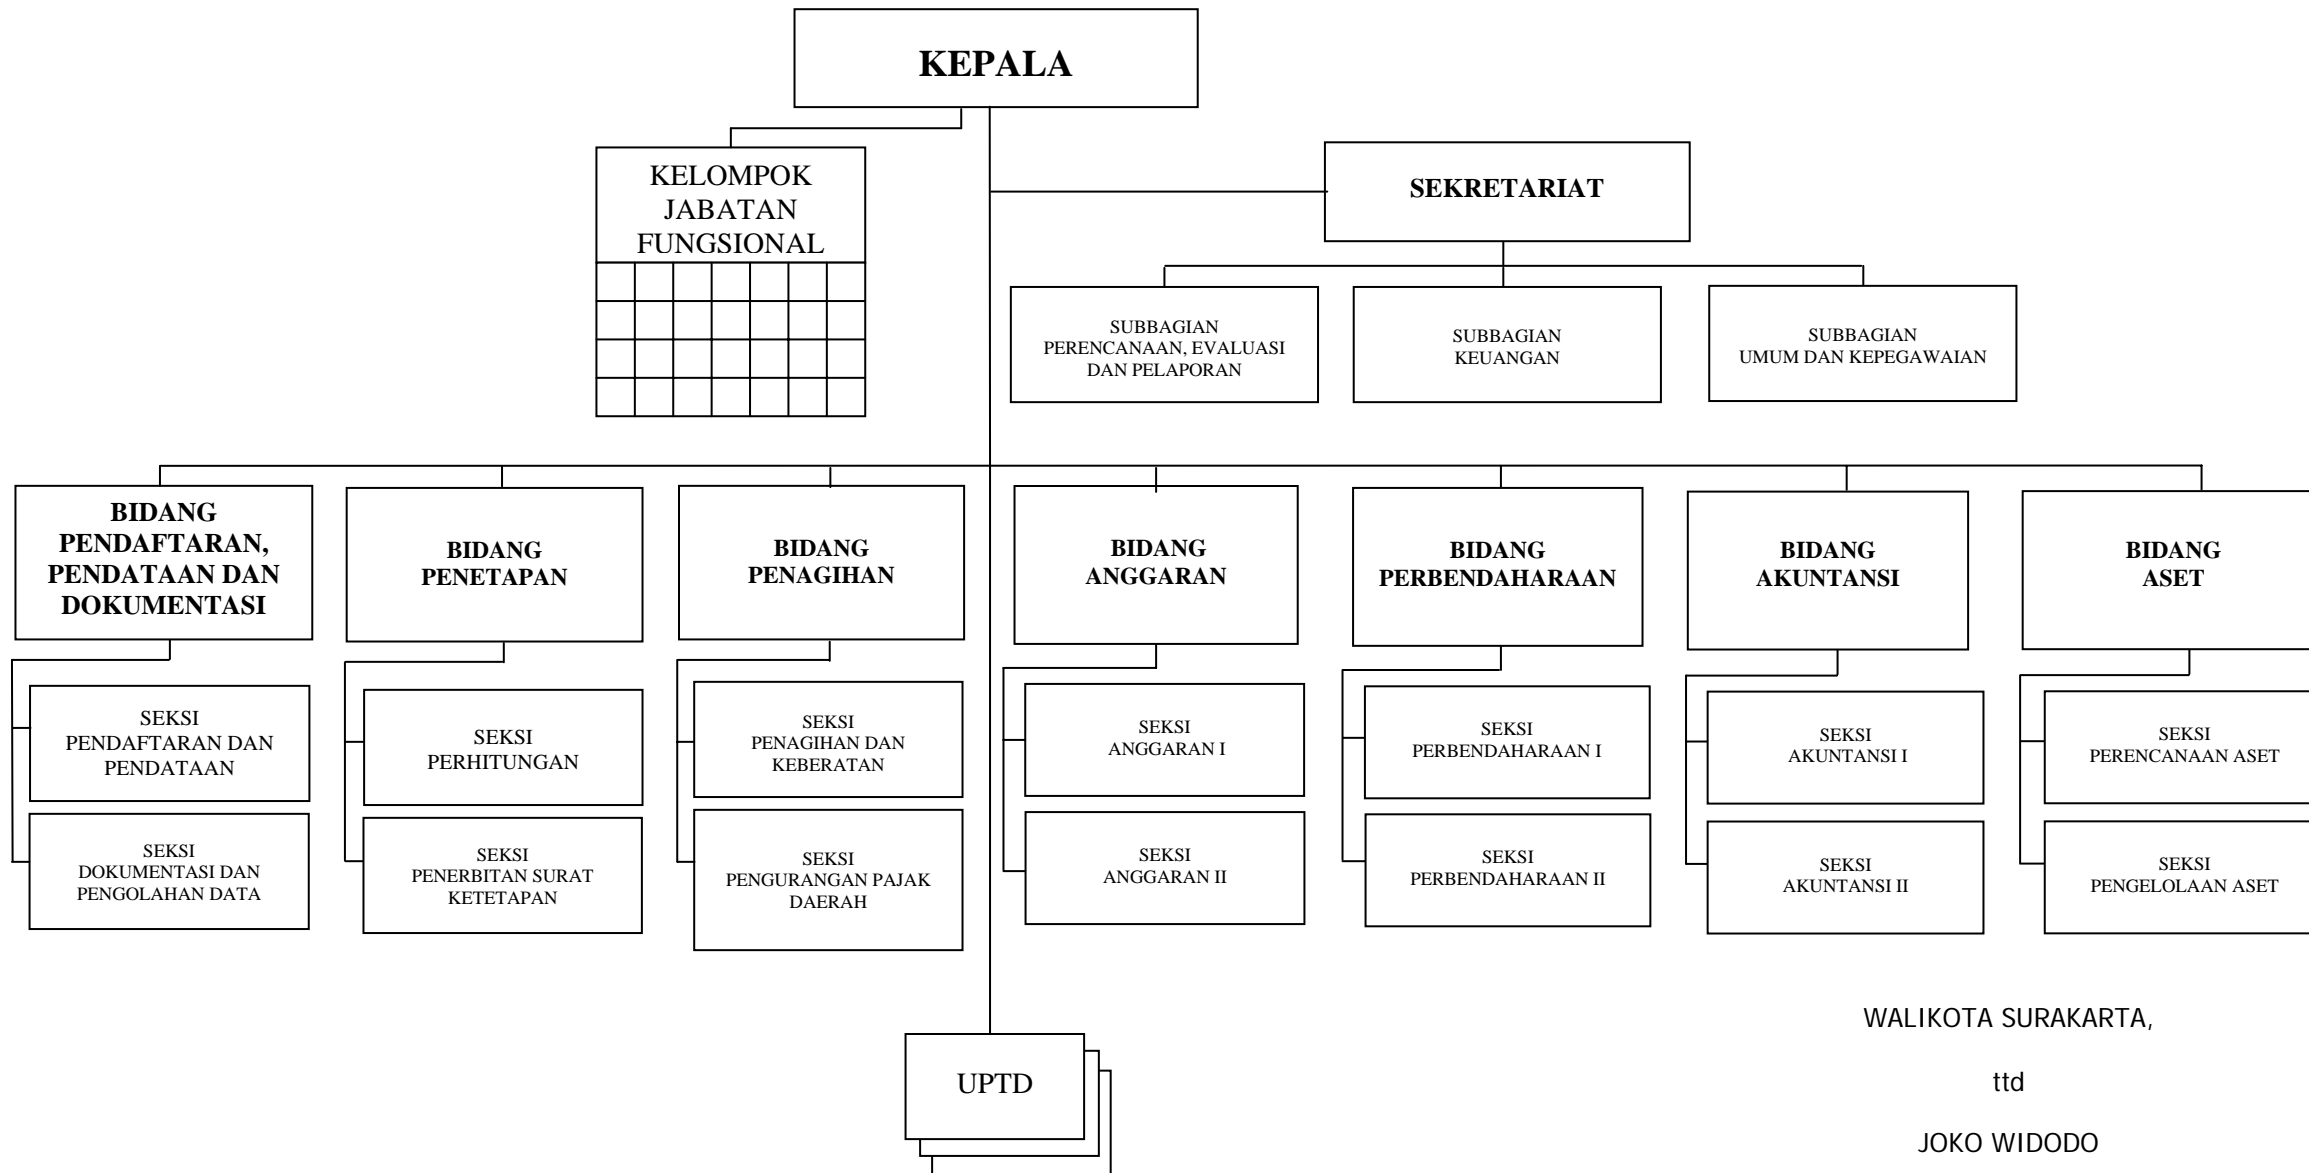 KEPALA
KELOMPOK
JABATAN
FUNGSIONAL
SEKRETARIAT
SUBBAGIAN
PERENCANAAN, EVALUASI
DAN PELAPORAN
SUBBAGIAN
KEUANGAN
SUBBAGIAN
UMUM DAN KEPEGAWAIAN
BIDANG
PENDAFTARAN,
PENDATAAN DAN
DOKUMENTASI
BIDANG
PENETAPAN
BIDANG
PENAGIHAN
BIDANG
ANGGARAN
BIDANG
PERBENDAHARAAN
BIDANG
AKUNTANSI
BIDANG
ASET
SEKSI
PENDAFTARAN DAN
PENDATAAN
SEKSI
PERHITUNGAN
SEKSI
PENAGIHAN DAN
KEBERATAN
SEKSI
ANGGARAN I
SEKSI
PERBENDAHARAAN I
SEKSI
AKUNTANSI I
SEKSI
PERENCANAAN ASET
SEKSI
DOKUMENTASI DAN
PENGOLAHAN DATA
SEKSI
PENERBITAN SURAT
KETETAPAN
SEKSI
PENGURANGAN PAJAK
DAERAH
SEKSI
ANGGARAN II
SEKSI
PERBENDAHARAAN II
SEKSI
AKUNTANSI II
SEKSI
PENGELOLAAN ASET
UPTD
WALIKOTA SURAKARTA,
ttd
JOKO WIDODO